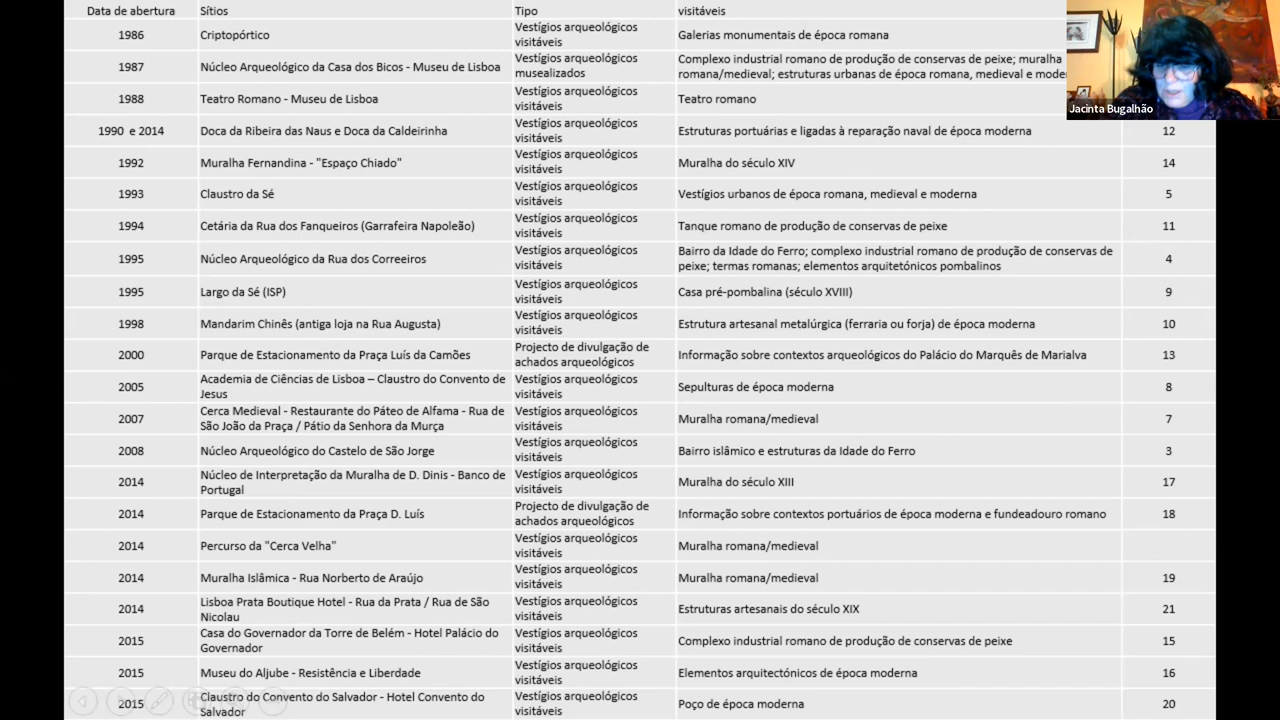 Data de abertura Sítios Tipo visitáveis
1986 Criptopórtico Vestígios arqueológicos visitáveis Galerias monumentais de época romana
1987 Núcleo Arqueológico da Casa dos Bicos - Museu de Lisboa Vestígios arqueológicos musealizados Complexo industrial romano de produção de conservas de peixe; muralha romana/medieval; estruturas urbanas de época romana, medieval e mode
Jacinta Bugalhão
1988 Teatro Romano - Museu de Lisboa Vestígios arqueológicos visitáveis Teatro romano
1990 e 2014 Doca da Ribeira das Naus e Doca da Caldeirinha Vestígios arqueológicos visitáveis Estruturas portuárias e ligadas à reparação naval de época moderna 12
1992 Muralha Fernandina - "Espaço Chiado" Vestígios arqueológicos visitáveis Muralha do século XIV 14
1993 Claustro da Sé Vestígios arqueológicos visitáveis Vestígios urbanos de época romana, medieval e moderna 5
1994 Cetária da Rua dos Fanqueiros (Garrafeira Napoleão) Vestígios arqueológicos visitáveis Tanque romano de produção de conservas de peixe 11
1995 Núcleo Arqueológico da Rua dos Correeiros Vestígios arqueológicos visitáveis Bairro da Idade do Ferro; complexo industrial romano de produção de conservas de peixe; termas romanas; elementos arquitetónicos pombalinos 4
1995 Largo da Sé (ISP) Vestígios arqueológicos visitáveis Casa pré-pombalina (século XVIII) 9
1998 Mandarim Chinês (antiga loja na Rua Augusta) Vestígios arqueológicos visitáveis Estrutura artesanal metalúrgica (ferraria ou forja) de época moderna 10
2000 Parque de Estacionamento da Praça Luís da Camões Projecto de divulgação de achados arqueológicos Informação sobre contextos arqueológicos do Palácio do Marquês de Marialva 13
2005 Academia de Ciências de Lisboa – Claustro do Convento de Jesus Vestígios arqueológicos visitáveis Sepulturas de época moderna 8
2007 Cerca Medieval - Restaurante do Páteo de Alfama - Rua de São João da Praça / Pátio da Senhora da Murça Vestígios arqueológicos visitáveis Muralha romana/medieval 7
2008 Núcleo Arqueológico do Castelo de São Jorge Vestígios arqueológicos visitáveis Bairro islâmico e estruturas da Idade do Ferro 3
2014 Núcleo de Interpretação da Muralha de D. Dinis - Banco de Portugal Vestígios arqueológicos visitáveis Muralha do século XIII 17
2014 Parque de Estacionamento da Praça D. Luís Projecto de divulgação de achados arqueológicos Informação sobre contextos portuários de época moderna e fundeadouro romano 18
2014 Percurso da "Cerca Velha" Vestígios arqueológicos visitáveis Muralha romana/medieval
2014 Muralha Islâmica - Rua Norberto de Araújo Vestígios arqueológicos visitáveis Muralha romana/medieval 19
2014 Lisboa Prata Boutique Hotel - Rua da Prata / Rua de São Nicolau Vestígios arqueológicos visitáveis Estruturas artesanais do século XIX 21
2015 Casa do Governador da Torre de Belém - Hotel Palácio do Governador Vestígios arqueológicos visitáveis Complexo industrial romano de produção de conservas de peixe 15
2015 Museu do Aljube - Resistência e Liberdade Vestígios arqueológicos visitáveis Elementos arquitectónicos de época moderna 16
2015 Claustro do Convento do Salvador - Hotel Convento do Salvador Vestígios arqueológicos visitáveis Poço de época moderna 20